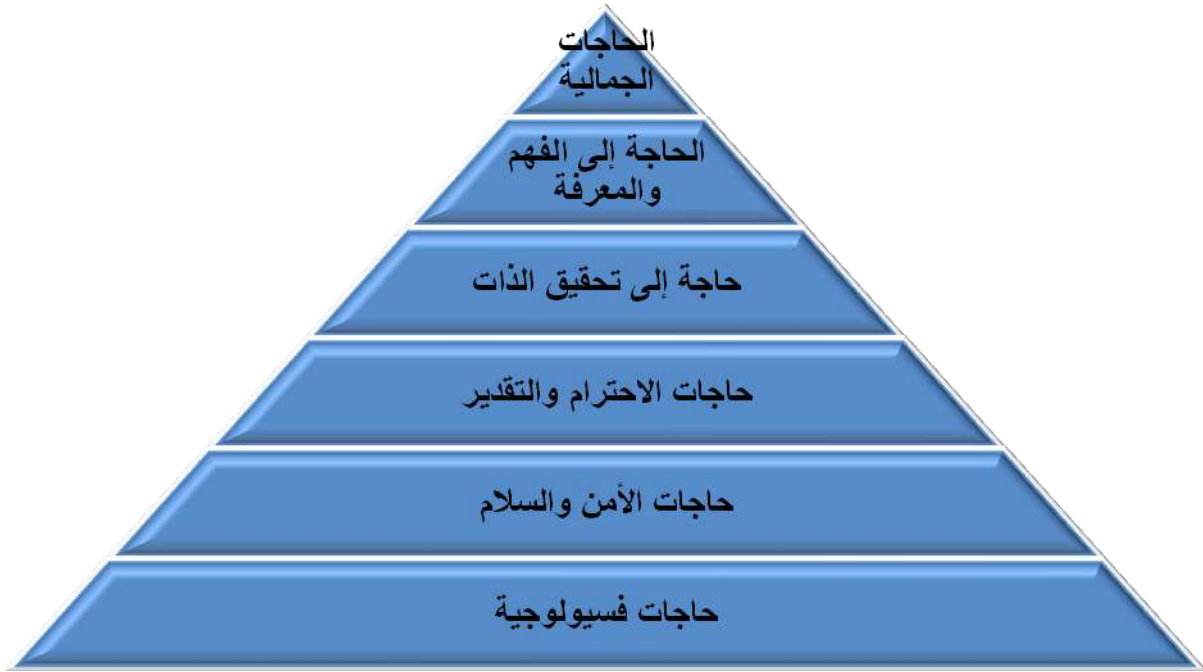 الحاجات
الجمالية
الحاجة إلى الفهم
والمعرفة
حاجة إلى تحقيق الذات
حاجات الاحترام والتقدير
حاجات الأمن والسلام
حاجات فسيولوجية